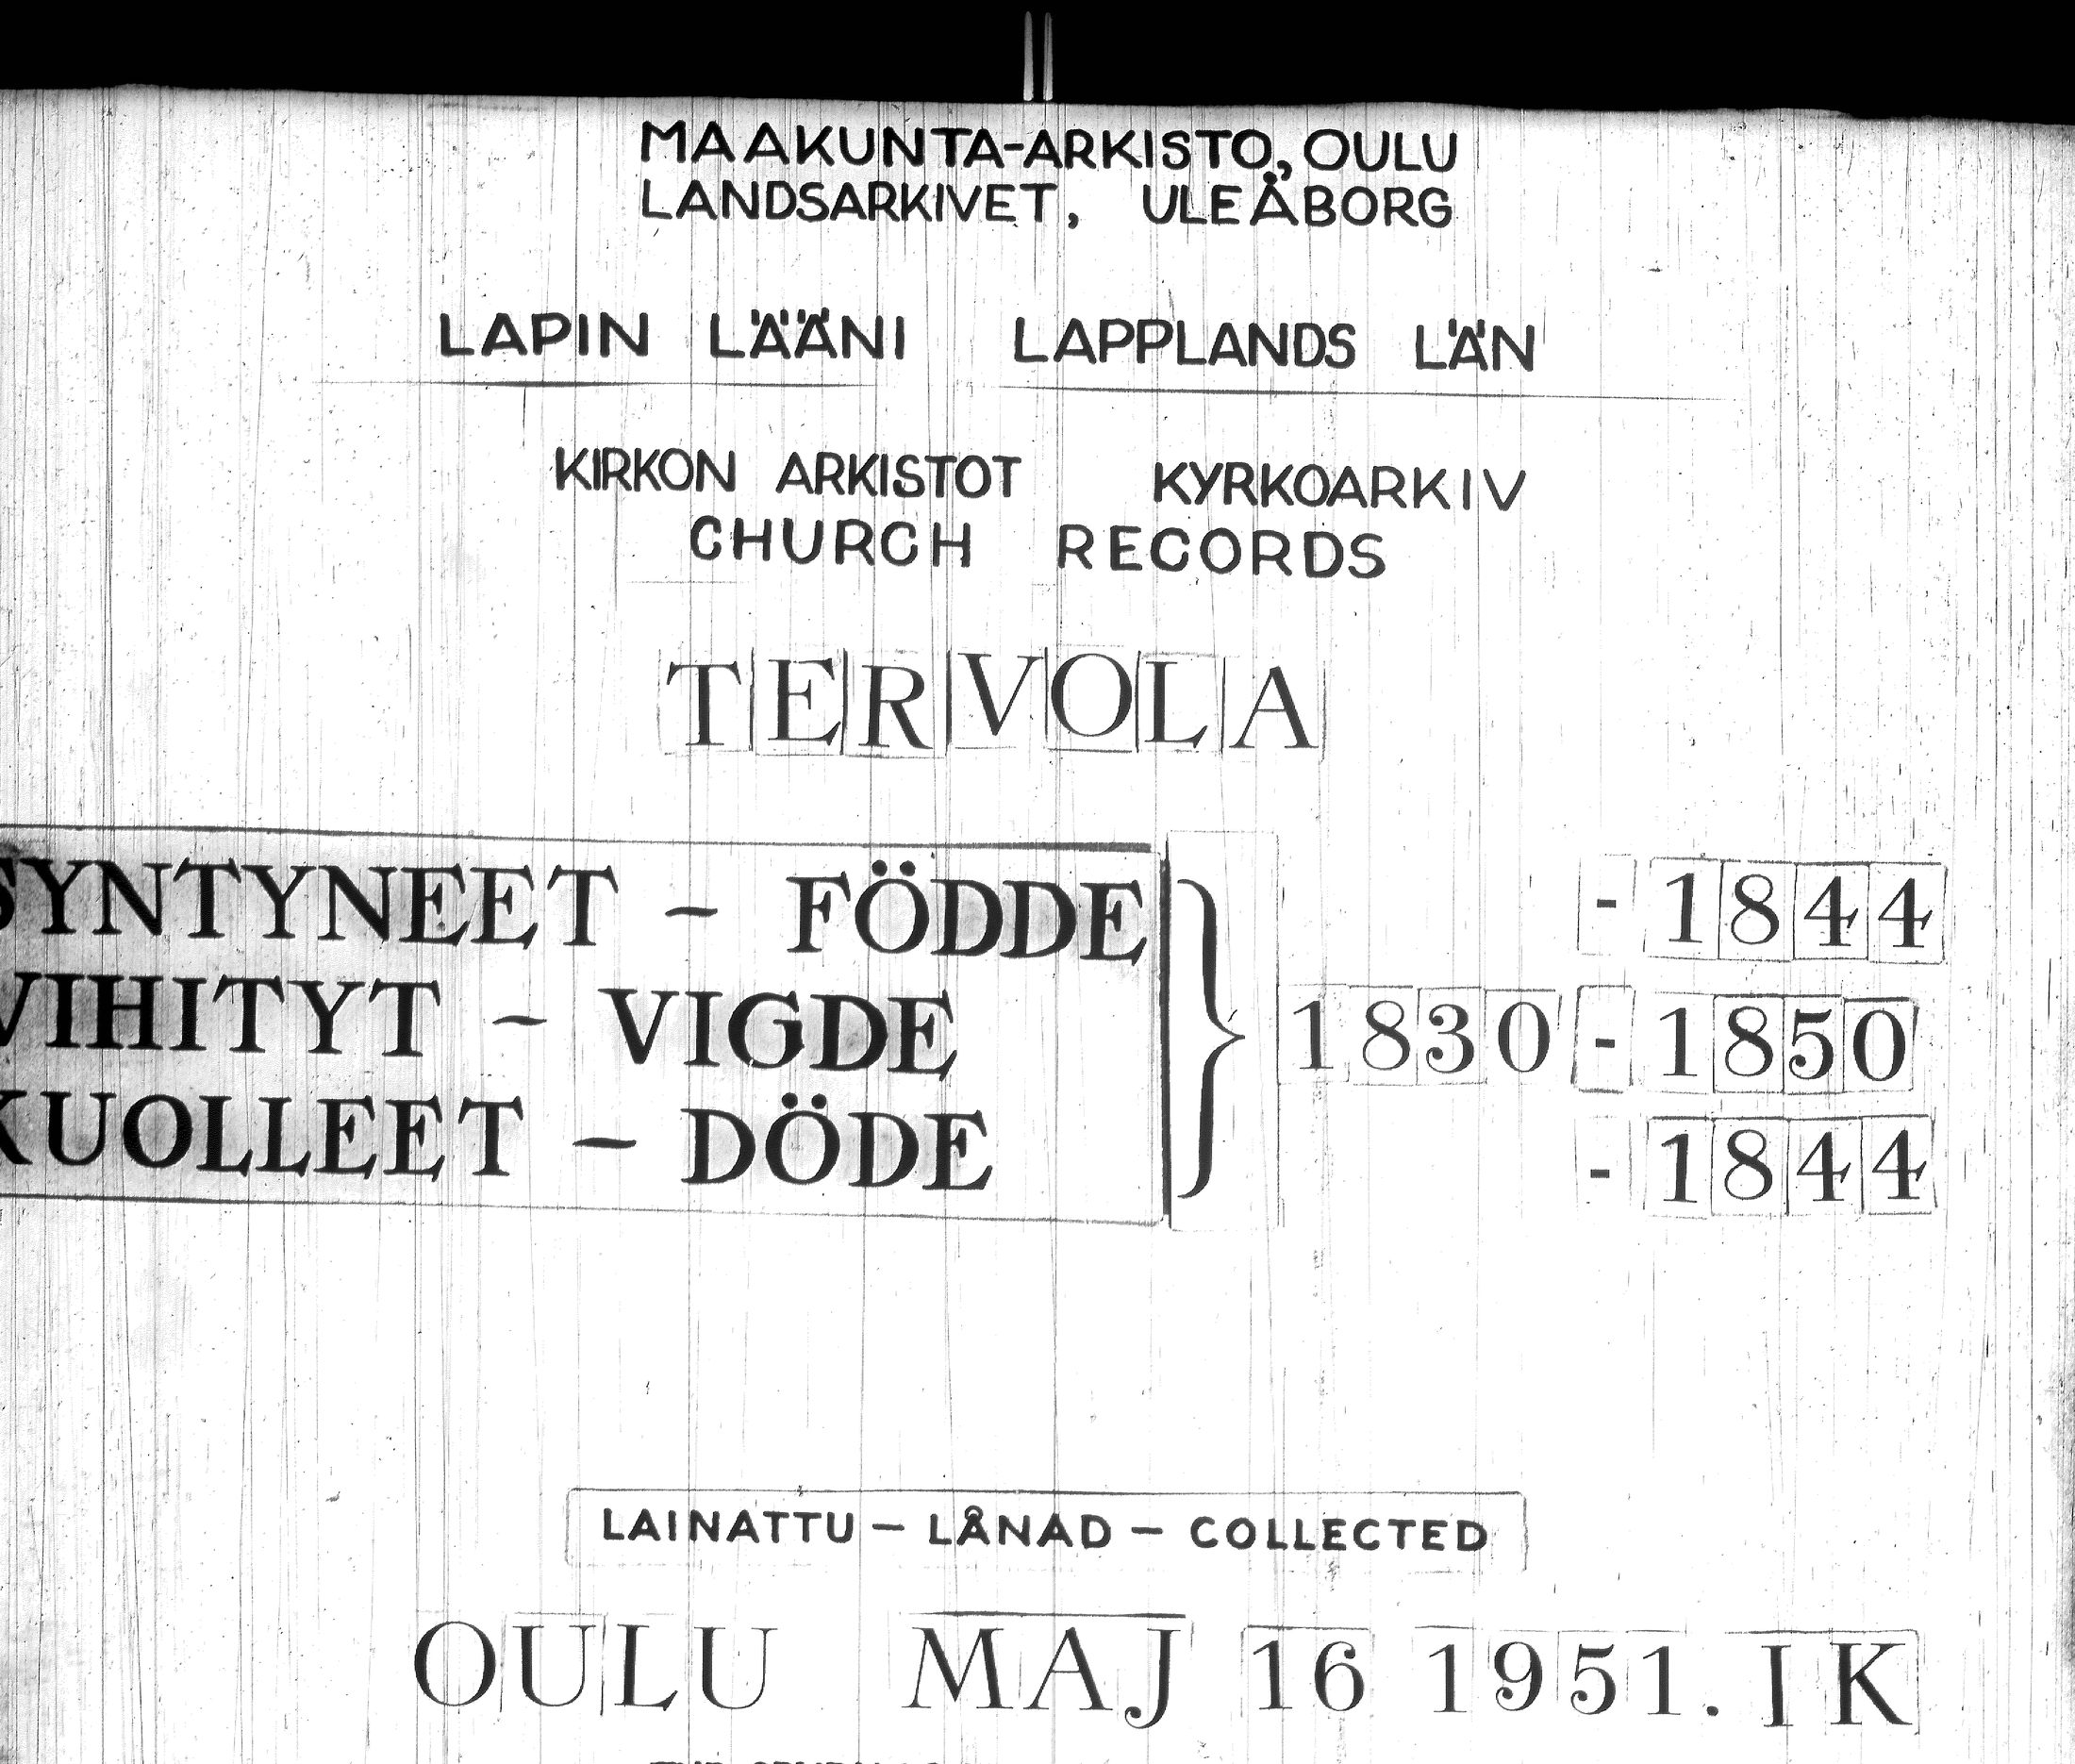 MAAKUNTA-ARKISTO, OULU
LANDSARKIVET, ULEÅBORG
LAPIN LÄÄNI LAPPLANDS LÄN
KIRKON ARKISTOT KYRKOARKIV
CHURCH RECORDS
TERVOLA
SYNTYNEET - FÖDDE - 1844
VIHITYT - VIGDE } 1830 - 1850
KUOLLEET - DÖDE - 1844
LAINATTU - LÅNAD - COLLECTED
OULU MAJ 16 1951. IK